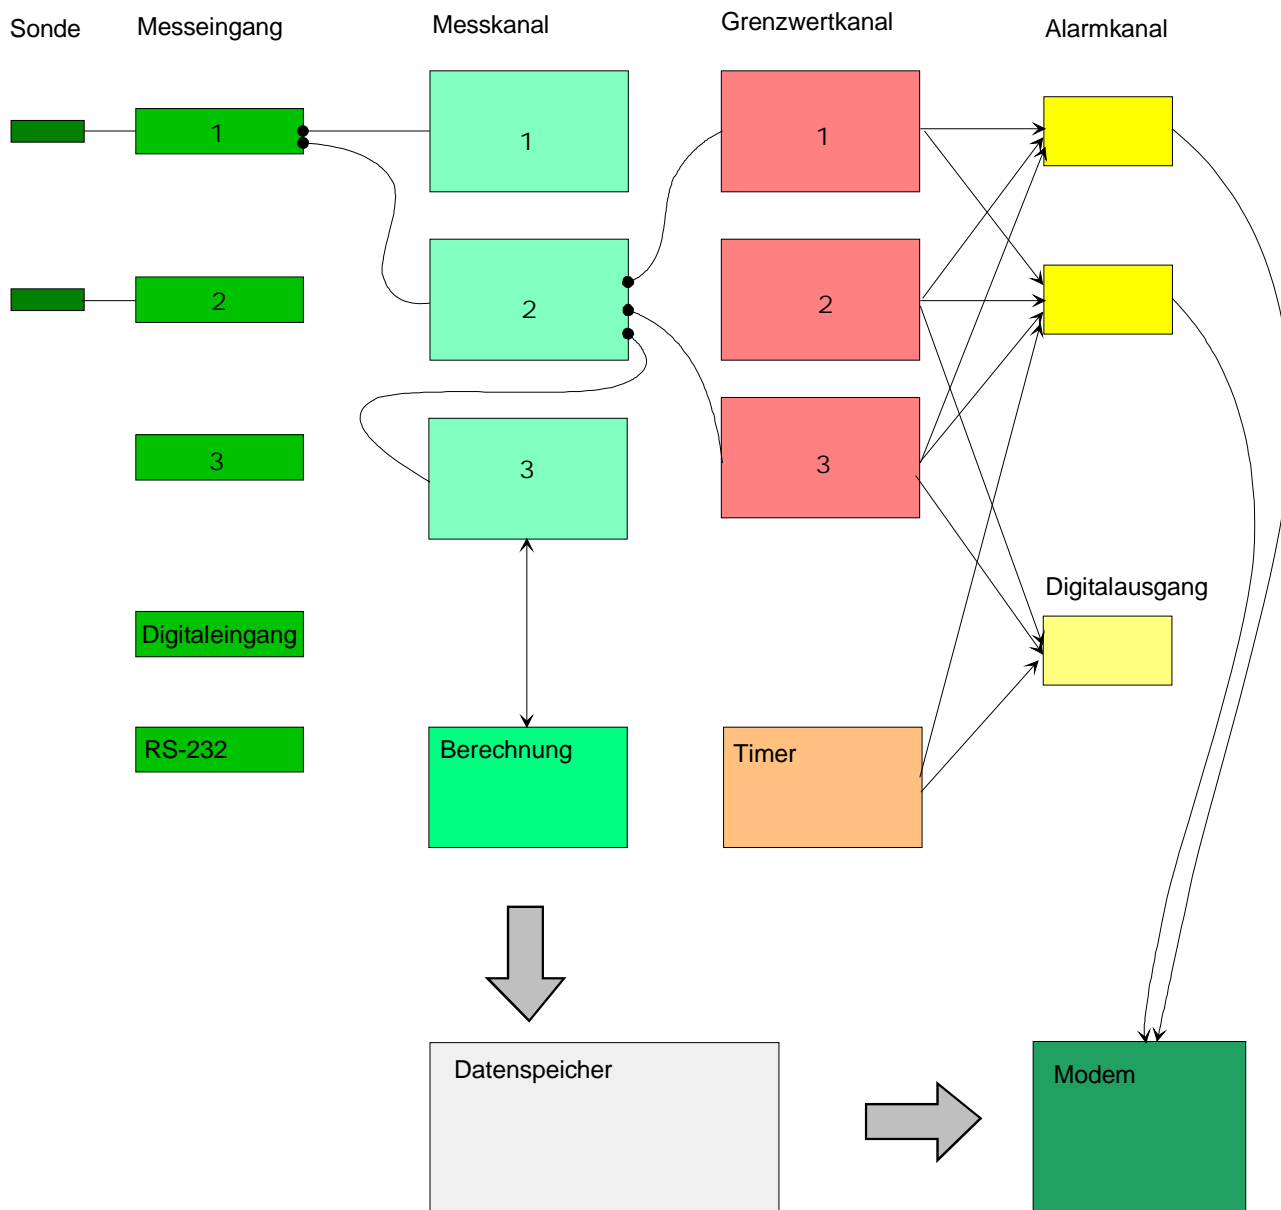 Sonde
Messeingang
Messkanal
Grenzwertkanal
Alarmkanal
1
1
1
2
2
2
3
3
3
Digitalausgang
Digitaleingang
RS-232
Berechnung
Timer
Datenspeicher
Modem